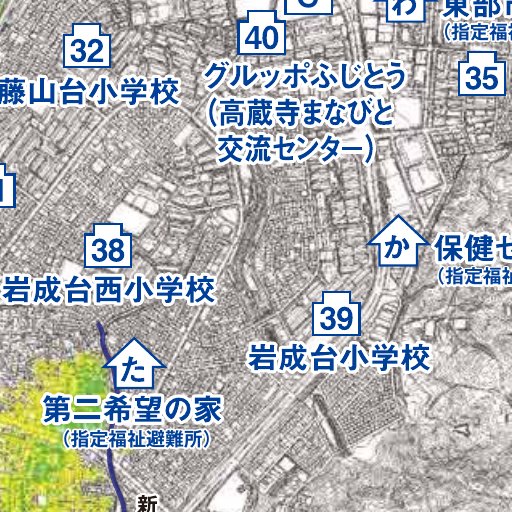 東部市
(指定福祉
わ
40
32
35
グルッポふじとう
(高蔵寺まなびと
交流センター)
藤山台小学校
か
保健セ
(指定福祉
38
岩成台西小学校
39
岩成台小学校
た
第二希望の家
(指定福祉避難所)
新